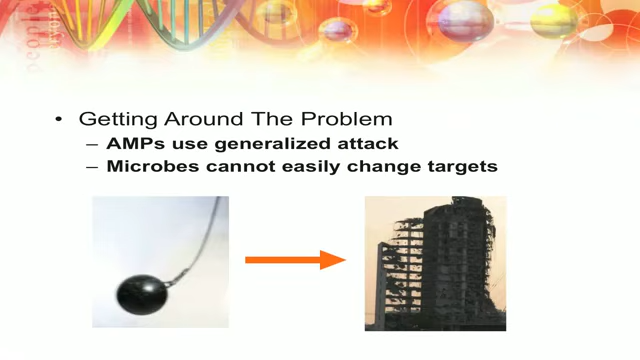 • Getting Around The Problem
– AMPs use generalized attack
– Microbes cannot easily change targets